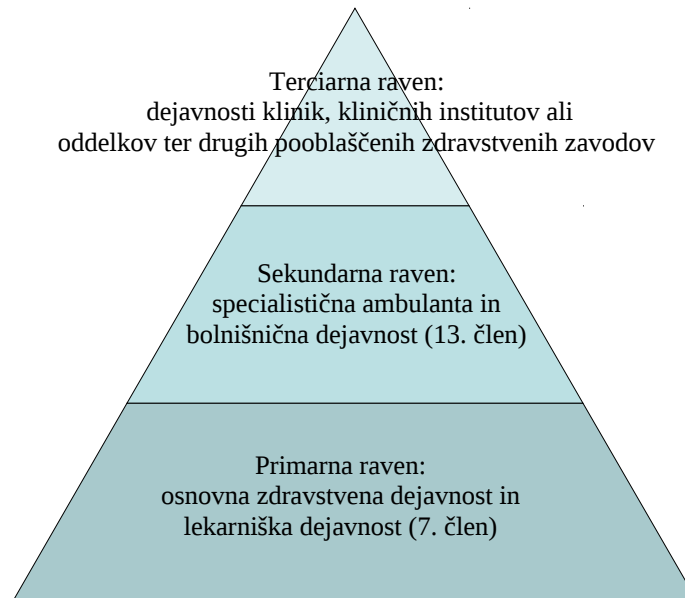 Terciarna raven:
dejavnosti klinik, kliničnih institutov ali
oddelkov ter drugih pooblaščenih zdravstvenih zavodov
Sekundarna raven:
specialistična ambulanta in
bolnišnična dejavnost (13. člen)
Primarna raven:
osnovna zdravstvena dejavnost in
lekarniška dejavnost (7. člen)